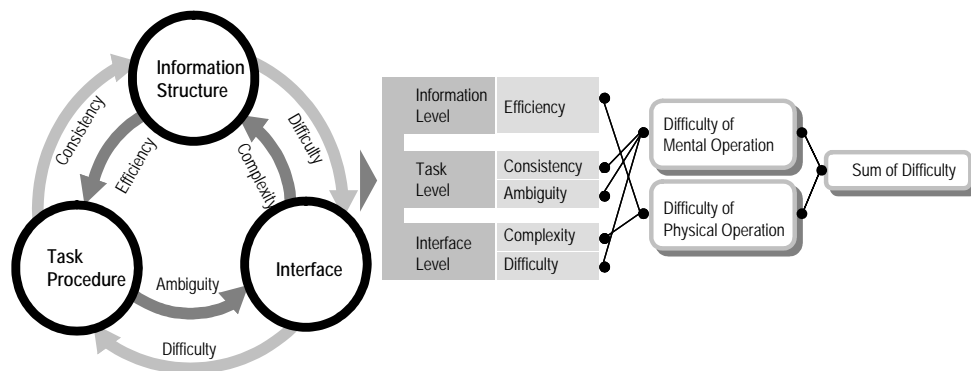 Information
Structure
Consistency
Efficiency
Complexity
Difficulty
Task
Procedure
Interface
Ambiguity
Difficulty
Information
Level
Efficiency
Task
Level
Consistency
Ambiguity
Interface
Level
Complexity
Difficulty
Difficulty of
Mental Operation
Difficulty of
Physical Operation
Sum of Difficulty